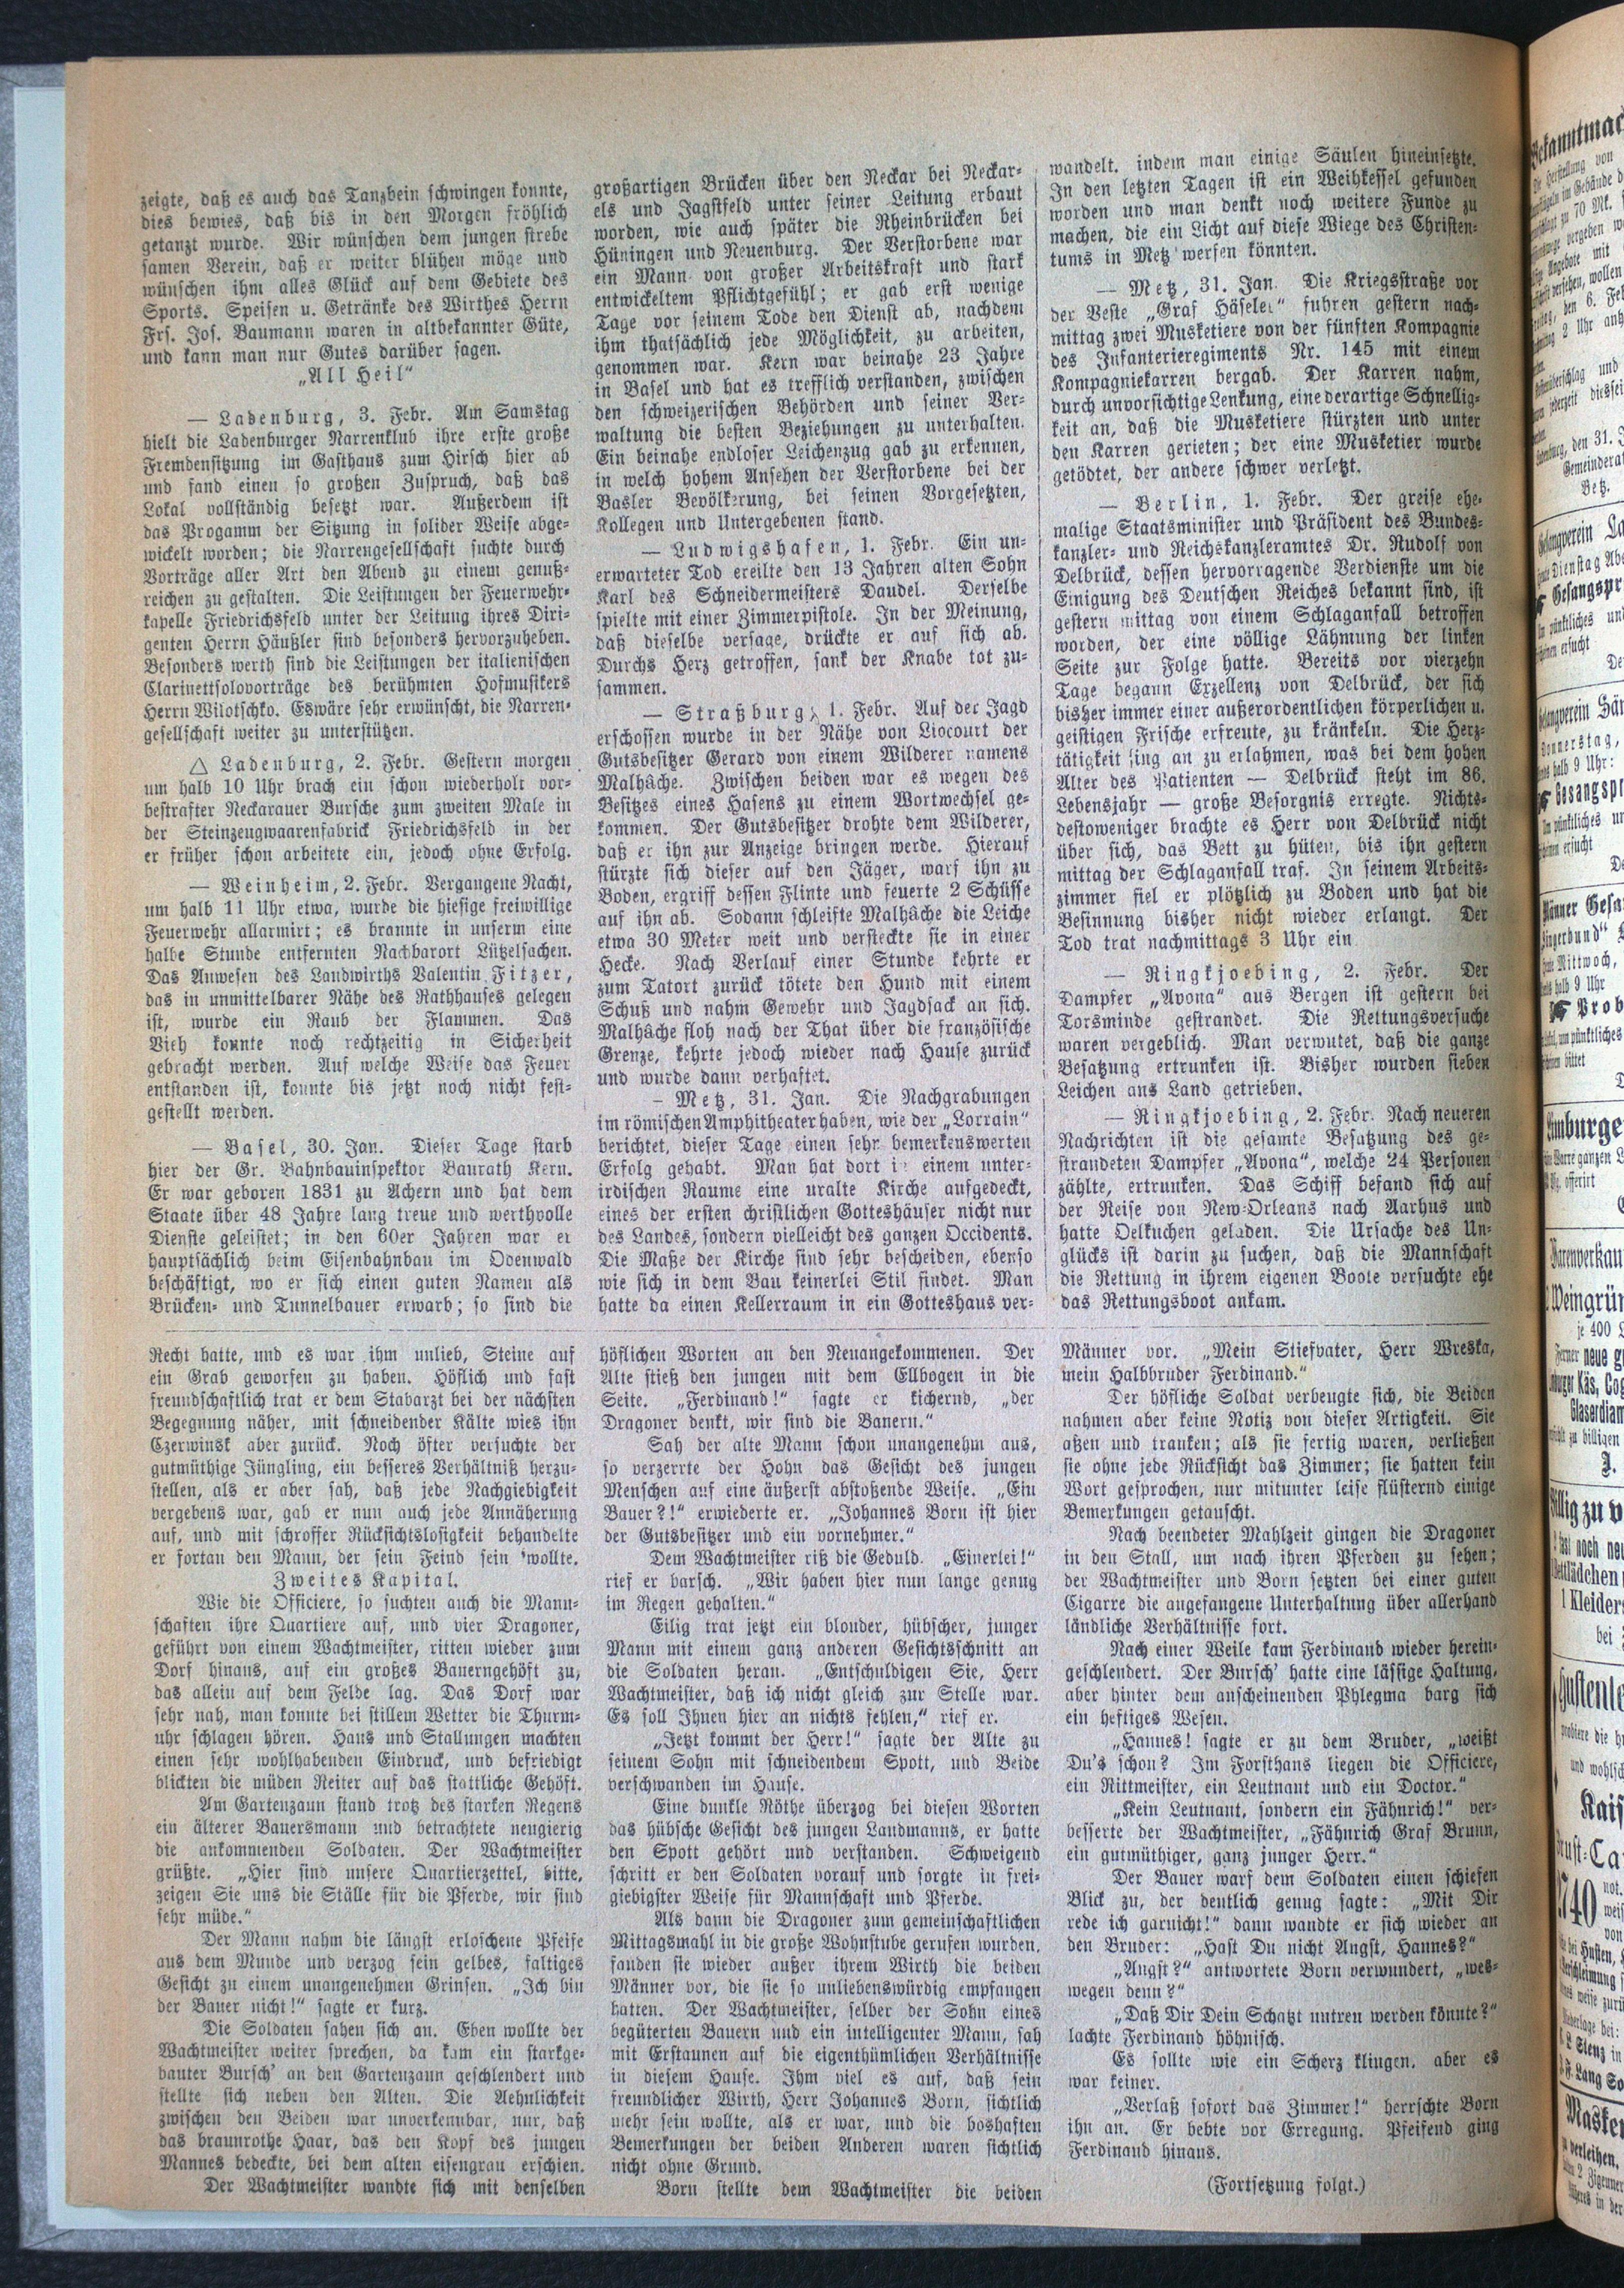 zeigte, daß es auch das Tanzbein schwingen konnte,
dies bewies, daß bis in den Morgen fröhlich
getanzt wurde. Wir wünschen dem jungen strebe
samen Verein, daß er weiter blühen möge und
wünschen ihm alles Glück auf dem Gebiete des
Sports. Speisen u. Getränke des Wirthes Herrn
Frs. Jos. Baumann waren in altbekannter Güte,
und kann man nur Gutes darüber sagen.
„All Heil"
— Ladenburg, 3. Febr. Am Samstag
hielt die Ladenburger Narrenklub ihre erste große
Fremdensitzung im Gasthaus zum Hirsch hier ab
und fand einen so großen Zuspruch, daß das
Lokal vollständig besetzt war. Außerdem ist
das Progamm der Sitzung in solider Weise abge-
wickelt worden; die Narrengesellschaft suchte durch
Vorträge aller Art den Abend zu einem genuß-
reichen zu gestalten. Die Leistungen der Feuerwehr-
kapelle Friedrichsfeld unter der Leitung ihres Diri-
genten Herrn Häußler sind besonders hervorzuheben.
Besonders werth sind die Leistungen der italienischen
Clarinettsolovorträge des berühmten Hofmusikers
Herrn Wilotschko. Es wäre sehr erwünscht, die Narren-
gesellschaft weiter zu unterstützen.
△ Ladenburg, 2. Febr. Gestern morgen
um halb 10 Uhr brach ein schon wiederholt vor-
bestrafter Neckarauer Bursche zum zweiten Male in
der Steinzeugwaarenfabrick Friedrichsfeld in der
er früher schon arbeitete ein, jedoch ohne Erfolg.
— Weinheim, 2. Febr. Vergangene Nacht,
um halb 11 Uhr etwa, wurde die hiesige freiwillige
Feuerwehr allarmirt; es brannte in unserm eine
halbe Stunde entfernten Nachbarort Lützelsachen.
Das Anwesen des Landwirths Valentin Fitzer,
das in unmittelbarer Nähe des Rathhauses gelegen
ist, wurde ein Raub der Flammen. Das
Vieh konnte noch rechtzeitig in Sicherheit
gebracht werden. Auf welche Weise das Feuer
entstanden ist, konnte bis jetzt noch nicht fest-
gestellt werden.
— Basel, 30. Jan. Dieser Tage starb
hier der Gr. Bahnbauinspektor Baurath Kern.
Er war geboren 1831 zu Achern und hat dem
Staate über 48 Jahre lang treue und werthvolle
Dienste geleistet; in den 60er Jahren war er
hauptsächlich beim Eisenbahnbau im Odenwald
beschäftigt, wo er sich einen guten Namen als
Brücken- und Tunnelbauer erwarb; so sind die
großartigen Brücken über den Neckar bei Neckar-
els und Jagstfeld unter seiner Leitung erbaut
worden, wie auch später die Rheinbrücken bei
Hüningen und Neuenburg. Der Verstorbene war
ein Mann von großer Arbeitskraft und stark
entwickeltem Pflichtgefühl; er gab erst wenige
Tage vor seinem Tode den Dienst ab, nachdem
ihm thatsächlich jede Möglichkeit, zu arbeiten,
genommen war. Kern war beinahe 23 Jahre
in Basel und hat es trefflich verstanden, zwischen
den schweizerischen Behörden und seiner Ver-
waltung die besten Beziehungen zu unterhalten.
Ein beinahe endloser Leichenzug gab zu erkennen,
in welch hohem Ansehen der Verstorbene bei der
Basler Bevölkerung, bei seinen Vorgesetzten,
Kollegen und Untergebenen stand.
— Ludwigshafen, 1. Febr. Ein un-
erwarteter Tod ereilte den 13 Jahren alten Sohn
Karl des Schneidermeisters Daudel. Derselbe
spielte mit einer Zimmerpistole. In der Meinung,
daß dieselbe versage, drückte er auf sich ab.
Durchs Herz getroffen, sank der Knabe tot zu-
sammen.
— Straßburg, 1. Febr. Auf der Jagd
erschossen wurde in der Nähe von Liocourt der
Gutsbesitzer Gerard von einem Wilderer namens
Malhâche. Zwischen beiden war es wegen des
Besitzes eines Hasens zu einem Wortwechsel ge-
kommen. Der Gutsbesitzer drohte dem Wilderer,
daß er ihn zur Anzeige bringen werde. Hierauf
stürzte sich dieser auf den Jäger, warf ihn zu
Boden, ergriff dessen Flinte und feuerte 2 Schüsse
auf ihn ab. Sodann schleifte Malhâche die Leiche
etwa 30 Meter weit und versteckte sie in einer
Hecke. Nach Verlauf einer Stunde kehrte er
zum Tatort zurück tötete den Hund mit einem
Schuß und nahm Gewehr und Jagdsack an sich.
Malhâche floh nach der That über die französische
Grenze, kehrte jedoch wieder nach Hause zurück
und wurde dann verhaftet.
— Metz, 31. Jan. Die Nachgrabungen
im römischen Amphitheater haben, wie der „Lorrain"
berichtet, dieser Tage einen sehr bemerkenswerten
Erfolg gehabt. Man hat dort in einem unter-
irdischen Raume eine uralte Kirche aufgedeckt,
eines der ersten christlichen Gotteshäuser nicht nur
des Landes, sondern vielleicht des ganzen Occidents.
Die Maße der Kirche sind sehr bescheiden, ebenso
wie sich in dem Bau keinerlei Stil findet. Man
hatte da einen Kellerraum in ein Gotteshaus ver-
wandelt. indem man einige Säulen hineinsetzte.
In den letzten Tagen ist ein Weihkessel gefunden
worden und man denkt noch weitere Funde zu
machen, die ein Licht auf diese Wiege des Christen-
tums in Metz werfen könnten.
— Metz, 31. Jan. Die Kriegsstraße vor
der Veste „Graf Häseler" fuhren gestern nach-
mittag zwei Musketiere von der fünften Kompagnie
des Infanterieregiments Nr. 145 mit einem
Kompagniekarren bergab. Der Karren nahm,
durch unvorsichtige Lenkung, eine derartige Schnellig-
keit an, daß die Musketiere stürzten und unter
den Karren gerieten; der eine Musketier wurde
getödtet, der andere schwer verletzt.
— Berlin, 1. Febr. Der greise ehe-
malige Staatsminister und Präsident des Bundes-
kanzler- und Reichskanzleramtes Dr. Rudolf von
Delbrück, dessen hervorragende Verdienste um die
Einigung des Deutschen Reiches bekannt sind, ist
gestern mittag von einem Schlaganfall betroffen
worden, der eine völlige Lähmung der linken
Seite zur Folge hatte. Bereits vor vierzehn
Tage begann Exzellenz von Delbrück, der sich
bisher immer einer außerordentlichen körperlichen u.
geistigen Frische erfreute, zu kränkeln. Die Herz-
tätigkeit fing an zu erlahmen, was bei dem hohen
Alter des Patienten — Delbrück steht im 86.
Lebensjahr — große Besorgnis erregte. Nichts-
destoweniger brachte es Herr von Delbrück nicht
über sich, das Bett zu hüten, bis ihn gestern
mittag der Schlaganfall traf. In seinem Arbeits-
zimmer fiel er plötzlich zu Boden und hat die
Besinnung bisher nicht wieder erlangt. Der
Tod trat nachmittags 3 Uhr ein
— Ringkjoebing, 2. Febr. Der
Dampfer „Avona" aus Bergen ist gestern bei
Torsminde gestrandet. Die Rettungsversuche
waren vergeblich. Man verwutet, daß die ganze
Besatzung ertrunken ist. Bisher wurden sieben
Leichen ans Land getrieben.
— Ringkjoebing, 2. Febr. Nach neueren
Nachrichten ist die gesamte Besatzung des ge-
strandeten Dampfer „Avona", welche 24 Personen
zählte, ertrunken. Das Schiff befand sich auf
der Reise von New-Orleans nach Aarhus und
hatte Oelkuchen geladen. Die Ursache des Un-
glücks ist darin zu suchen, daß die Mannschaft
die Rettung in ihrem eigenen Boote versuchte ehe
das Rettungsboot ankam.
Recht hatte, und es war ihm unlieb, Steine auf
ein Grab geworfen zu haben. Höflich und fast
freundschaftlich trat er dem Stabarzt bei der nächsten
Begegnung näher, mit schneidender Kälte wies ihn
Czerwinsk aber zurück. Noch öfter versuchte der
gutmüthige Jüngling, ein besseres Verhältniß herzu-
stellen, als er aber sah, daß jede Nachgiebigkeit
vergebens war, gab er nun auch jede Annäherung
auf, und mit schroffer Rücksichtslosigkeit behandelte
er fortan den Mann, der sein Feind sein wollte.
Zweites Kapital.
Wie die Officiere, so suchten auch die Mann-
schaften ihre Quartiere auf, und vier Dragoner,
geführt von einem Wachtmeister, ritten wieder zum
Dorf hinaus, auf ein großes Bauerngehöft zu,
das allein auf dem Felde lag. Das Dorf war
sehr nah, man konnte bei stillem Wetter die Thurm-
uhr schlagen hören. Haus und Stallungen machten
einen sehr wohlhabenden Eindruck, und befriedigt
blickten die müden Reiter auf das stattliche Gehöft.
Am Gartenzaun stand trotz des starken Regens
ein älterer Bauersmann und betrachtete neugierig
die ankommenden Soldaten. Der Wachtmeister
grüßte. „Hier sind unsere Quartierzettel, bitte,
zeigen Sie uns die Ställe für die Pferde, wir sind
sehr müde."
Der Mann nahm die längst erloschene Pfeife
aus dem Munde und verzog sein gelbes, faltiges
Gesicht zu einem unangenehmen Grinsen. „Ich bin
der Bauer nicht!" sagte er kurz.
Die Soldaten sahen sich an. Eben wollte der
Wachtmeister weiter sprechen, da kam ein starkge-
bauter Bursch' an den Gartenzaun geschlendert und
stellte sich neben den Alten. Die Aehnlichkeit
zwischen den Beiden war unverkennbar, nur, daß
das braunrothe Haar, das den Kopf des jungen
Mannes bedeckte, bei dem alten eisengrau erschien.
Der Wachtmeister wandte sich mit denselben
höflichen Worten an den Neuangekommenen. Der
Alte stieß den jungen mit dem Ellbogen in die
Seite. „Ferdinand!" sagte er kichernd, „der
Dragoner denkt, wir sind die Bauern."
Sah der alte Mann schon unangenehm aus,
so verzerrte der Hohn das Gesicht des jungen
Menschen auf eine äußerst abstoßende Weise. „Ein
Bauer?!" erwiederte er. „Johannes Born ist hier
der Gutsbesitzer und ein vornehmer."
Dem Wachtmeister riß die Geduld. „Einerlei!"
rief er barsch. „Wir haben hier nun lange genug
im Regen gehalten."
Eilig trat jetzt ein blonder, hübscher, junger
Mann mit einem ganz anderen Gesichtsschnitt an
die Soldaten heran. „Entschuldigen Sie, Herr
Wachtmeister, daß ich nicht gleich zur Stelle war.
Es soll Ihnen hier an nichts fehlen," rief er.
„Jetzt kommt der Herr!" sagte der Alte zu
seinem Sohn mit schneidendem Spott, und Beide
verschwanden im Hause.
Eine dunkle Röthe überzog bei diesen Worten
das hübsche Gesicht des jungen Landmanns, er hatte
den Spott gehört und verstanden. Schweigend
schritt er den Soldaten vorauf und sorgte in frei-
giebigster Weise für Mannschaft und Pferde.
Als dann die Dragoner zum gemeinschaftlichen
Mittagsmahl in die große Wohnstube gerufen wurden,
fanden sie wieder außer ihrem Wirth die beiden
Männer vor, die sie so unliebenswürdig empfangen
hatten. Der Wachtmeister, selber der Sohn eines
begüterten Bauern und ein intelligenter Mann, sah
mit Erstaunen auf die eigenthümlichen Verhältnisse
in diesem Hause. Ihm viel es auf, daß sein
freundlicher Wirth, Herr Johannes Born, sichtlich
mehr sein wollte, als er war, und die boshaften
Bemerkungen der beiden Anderen waren sichtlich
nicht ohne Grund.
Born stellte dem Wachtmeister die beiden
Männer vor. „Mein Stiefvater, Herr Wreska,
mein Halbbruder Ferdinand."
Der höfliche Soldat verbeugte sich, die Beiden
nahmen aber keine Notiz von dieser Artigkeit. Sie
aßen und tranken; als sie fertig waren, verließen
sie ohne jede Rücksicht das Zimmer; sie hatten kein
Wort gesprochen, nur mitunter leise flüsternd einige
Bemerkungen getauscht.
Nach beendeter Mahlzeit gingen die Dragoner
in den Stall, um nach ihren Pferden zu sehen;
der Wachtmeister und Born setzten bei einer guten
Cigarre die angefangene Unterhaltung über allerhand
ländliche Verhältnisse fort.
Nach einer Weile kam Ferdinand wieder herein-
geschlendert. Der Bursch' hatte eine lässige Haltung,
aber hinter dem anscheinenden Phlegma barg sich
ein heftiges Wesen.
„Hannes! sagte er zu dem Bruder, „weißt
Du's schon? Im Forsthaus liegen die Officiere,
ein Rittmeister, ein Leutnant und ein Doctor."
„Kein Leutnant, sondern ein Fähnrich!" ver-
besserte der Wachtmeister, „Fähnrich Graf Brunn,
ein gutmüthiger, ganz junger Herr."
Der Bauer warf dem Soldaten einen schiefen
Blick zu, der deutlich genug sagte: „Mit Dir
rede ich garnicht!" dann wandte er sich wieder an
den Bruder: „Hast Du nicht Angst, Hannes?"
„Angst?" antwortete Born verwundert, „wes-
wegen denn?"
„Daß Dir Dein Schatzt untren werden könnte?"
lachte Ferdinand höhnisch.
Es sollte wie ein Scherz klingen. aber es
war keiner.
„Verlaß sofort das Zimmer!" herrschte Born
ihn an. Er bebte vor Erregung. Pfeifend ging
Ferdinand hinaus.
(Fortsetzung folgt.)